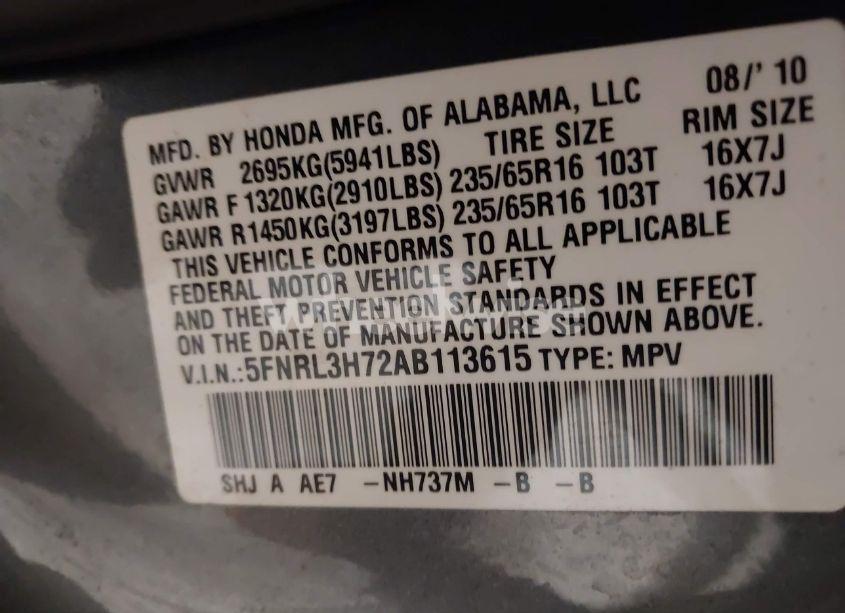 MFD. BY HONDA MFG. OF ALABAMA, LLC 08/' 10
GVWR 2695KG(5941LBS) TIRE SIZE RIM SIZE
GAWR F 1320KG(2910LBS) 235/65R16 103T 16X7J
GAWR R1450KG(3197LBS) 235/65R16 103T 16X7J
THIS VEHICLE CONFORMS TO ALL APPLICABLE
FEDERAL MOTOR VEHICLE SAFETY
AND THEFT PREVENTION STANDARDS IN EFFECT
ON THE DATE OF MANUFACTURE SHOWN ABOVE.
V.I.N.:5FNRL3H72AB113615 TYPE: MPV
SHJ A AE7 -NH737M -B -B